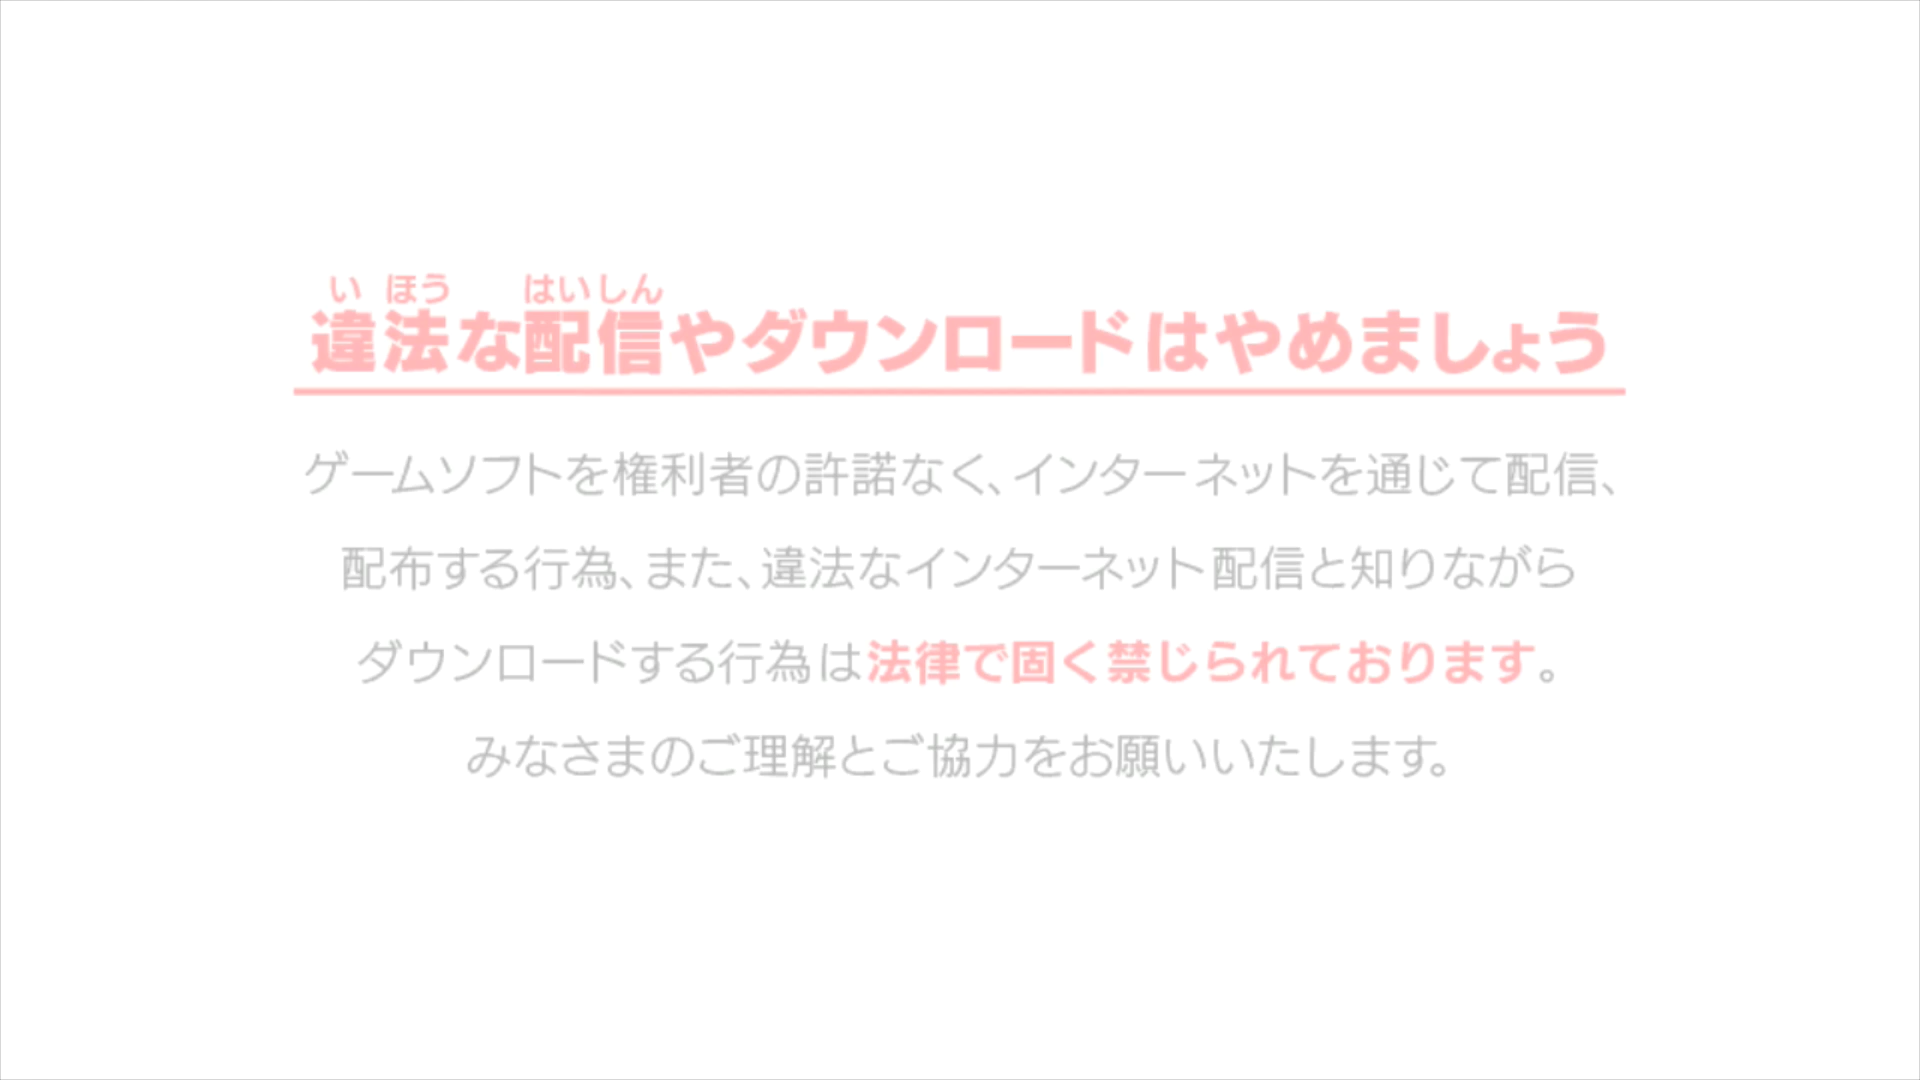 い ほう はいしん
違法な配信やダウンロードはやめましょう
ゲームソフトを権利者の許諾なく、インターネットを通じて配信、
配布する行為、また、違法なインターネット配信と知りながら
ダウンロードする行為は法律で固く禁じられております。
みなさまのご理解とご協力をお願いいたします。